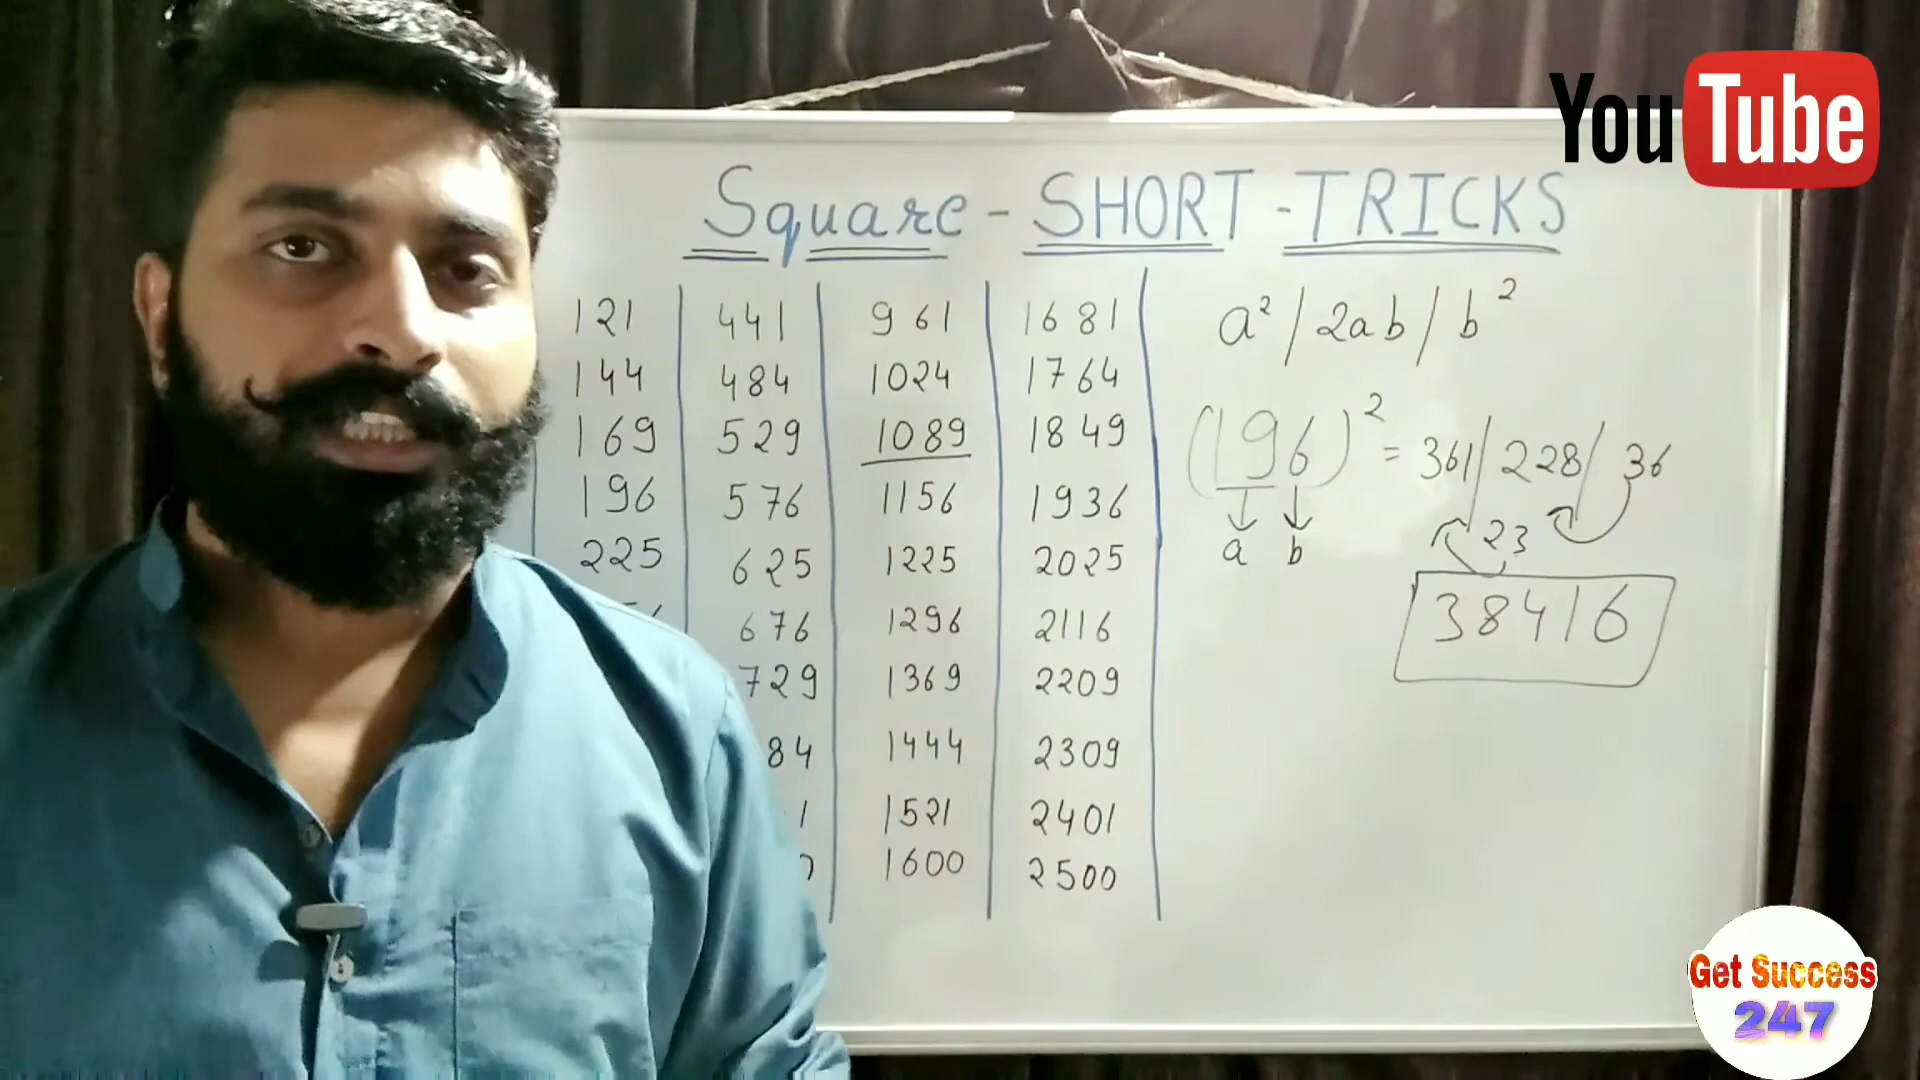 YouTube
Square - SHORT - TRICKS
121 441 961 1681
144 484 1024 1764
169 529 1089 1849
196 576 1156 1936
225 625 1225 2025
676 1296 2116
729 1369 2209
84 1444 2309
1 1521 2401
1600 2500
a² / 2ab / b²
(196)² = 361 / 228 / 36
a b 23
38416
Get Success
247